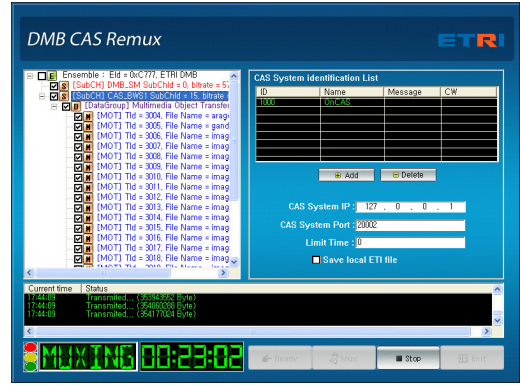 DMB CAS Remux
ETRI
Ensemble : EId = 0xC777, ETRI DMB
[SubCH] DMB_SM SubChId = 0, bitrate = 57
[SubCH] CAS_BWS1 SubChId = 15, bitrate
[DataGroup] Multimedia Object Transfer
[MOT] TId = 3004, File Name = arag
[MOT] TId = 3005, File Name = gand
[MOT] TId = 3006, File Name = imag
[MOT] TId = 3007, File Name = imag
[MOT] TId = 3008, File Name = imag
[MOT] TId = 3009, File Name = imag
[MOT] TId = 3010, File Name = imag
[MOT] TId = 3011, File Name = imag
[MOT] TId = 3012, File Name = imag
[MOT] TId = 3013, File Name = imag
[MOT] TId = 3014, File Name = imag
[MOT] TId = 3015, File Name = imag
[MOT] TId = 3016, File Name = imag
[MOT] TId = 3017, File Name = imag
[MOT] TId = 3018, File Name = imag
CAS System identification List
ID Name Message CW
1000 OnCAS
Add Delete
CAS System IP : 127 . 0 . 0 . 1
CAS System Port : 20002
Limit Time : 0
Save local ETI file
Current time Status
17:44:09 Transmited... (353943552 Byte)
17:44:09 Transmited... (354060288 Byte)
17:44:09 Transmited... (354177024 Byte)
MUXING 00:23:02
Ready Mux Stop Exit